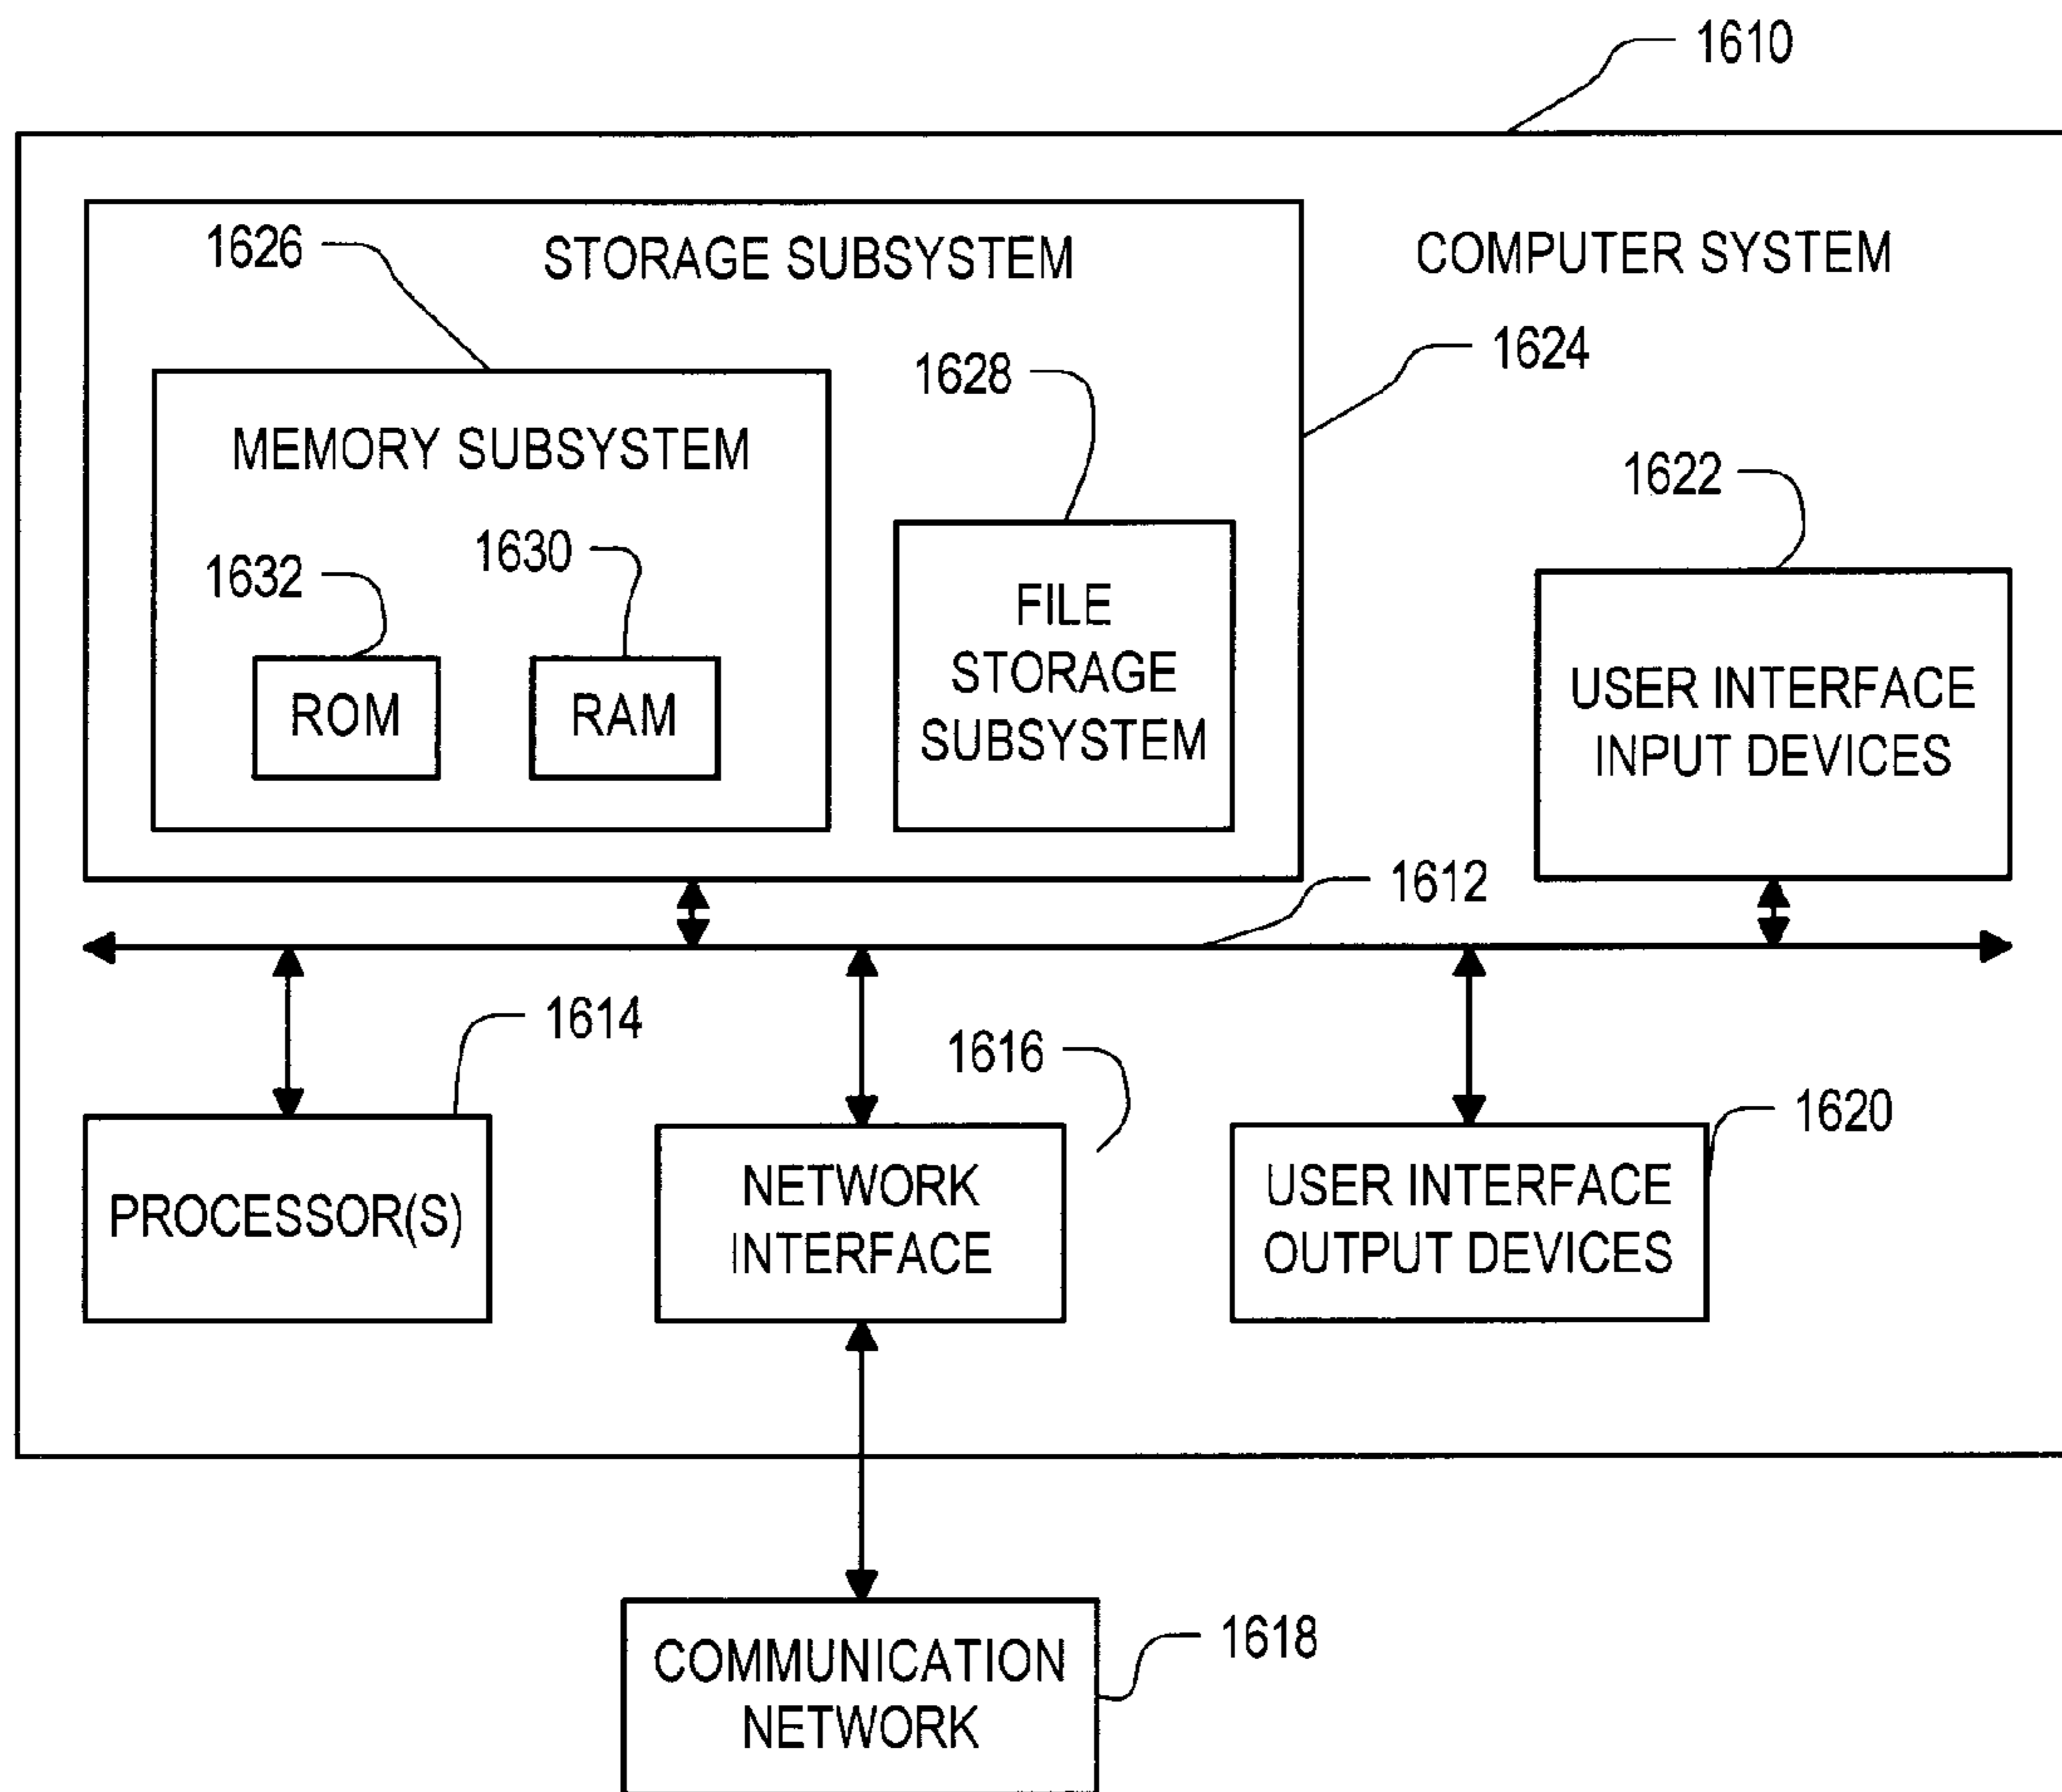 1610
1626
STORAGE SUBSYSTEM
COMPUTER SYSTEM
1624
1628
MEMORY SUBSYSTEM
1622
1632
1630
ROM
RAM
FILE
STORAGE
SUBSYSTEM
USER INTERFACE
INPUT DEVICES
1612
1614
1616
1620
PROCESSOR(S)
NETWORK
INTERFACE
USER INTERFACE
OUTPUT DEVICES
COMMUNICATION
NETWORK
1618